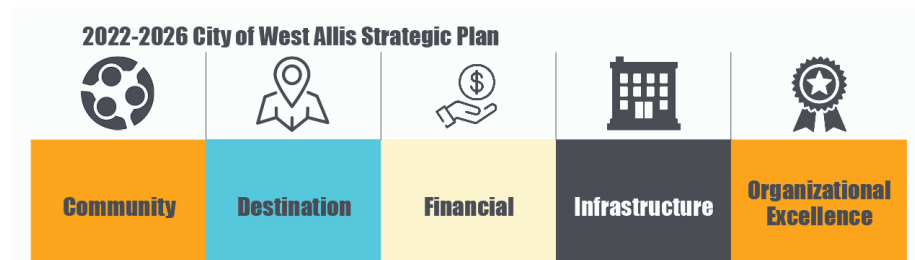 2022-2026 City of West Allis Strategic Plan
$
Community
Destination
Financial
Infrastructure
Organizational
Excellence